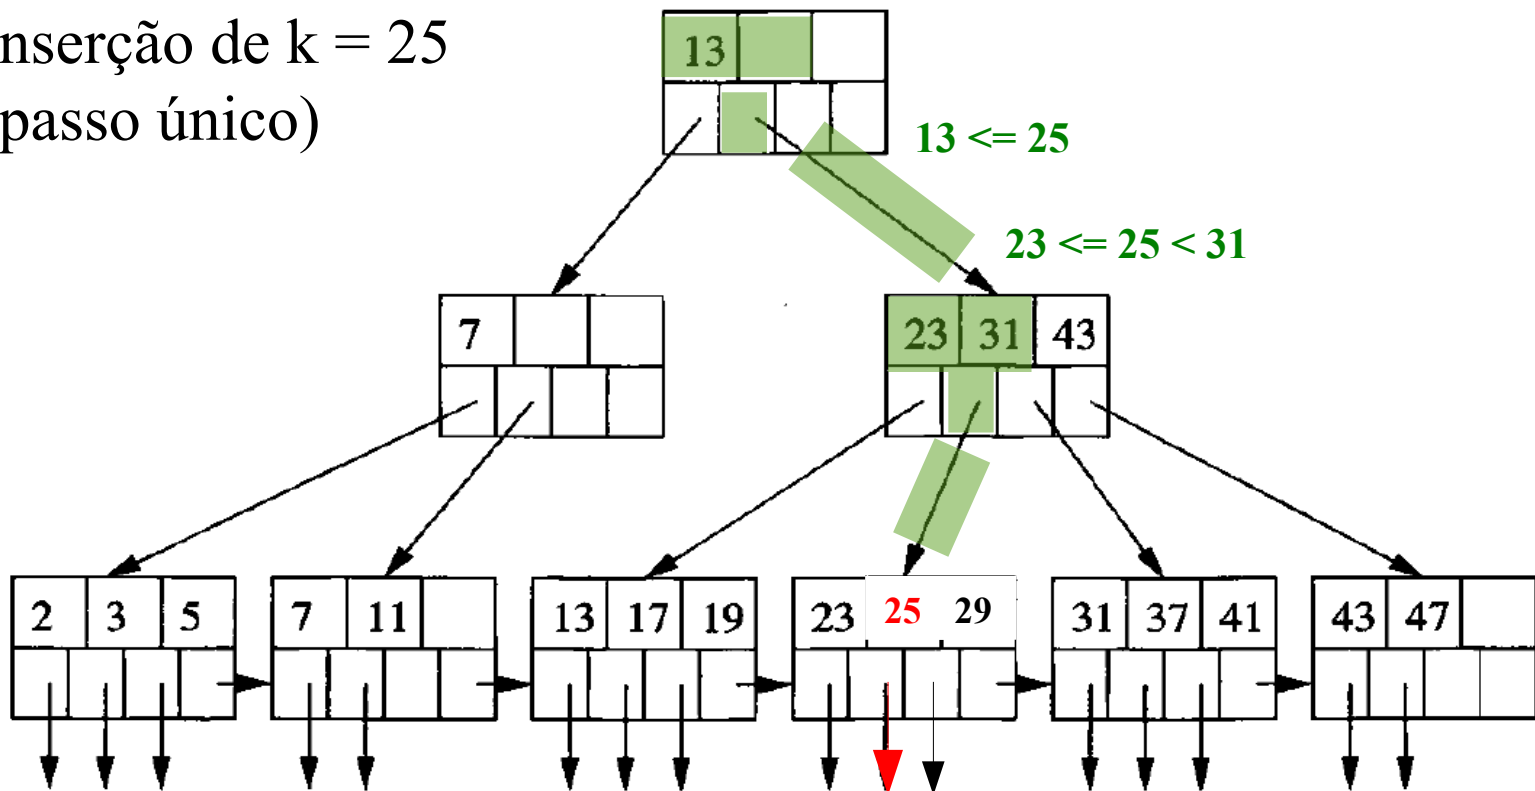 nserção de k = 25
passo único)
13
13 <= 25
23 <= 25 < 31
7
23 31 43
2 3 5
7 11
13 17 19
23 25 29
31 37 41
43 47